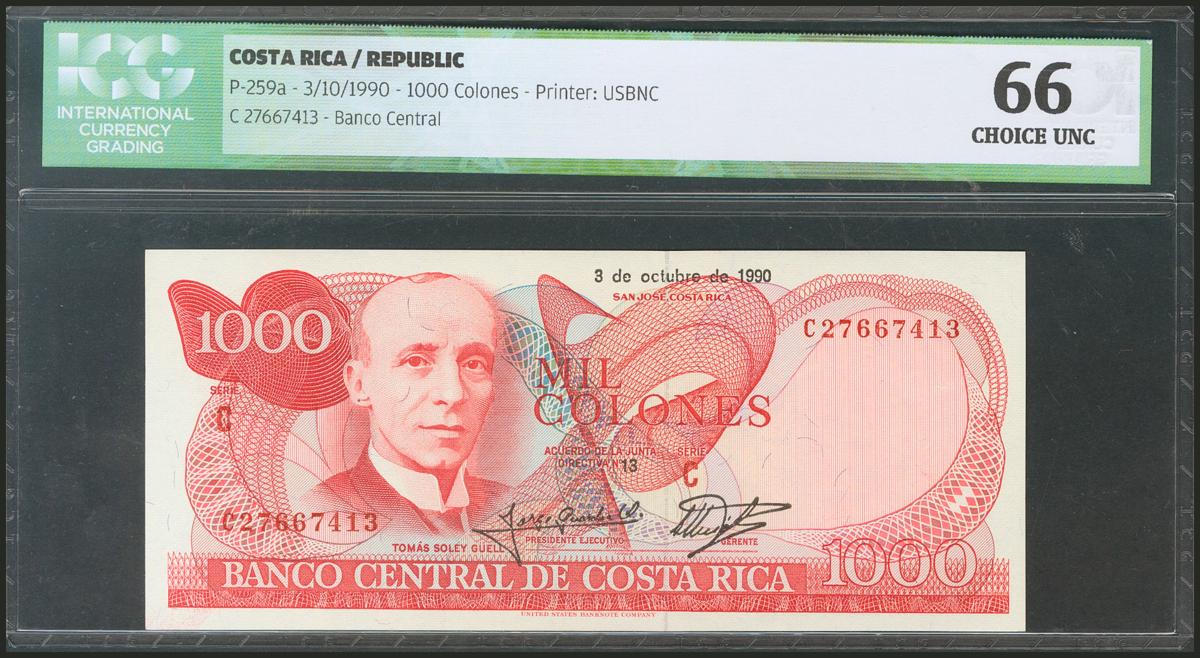 ICG
INTERNATIONAL
CURRENCY
GRADING
COSTA RICA / REPUBLIC
P-259a - 3/10/1990 - 1000 Colones - Printer: USBNC
C 27667413 - Banco Central
66
CHOICE UNC
3 de octubre de 1990
SAN JOSE, COSTA RICA
1000
C27667413
SERIE
C
MIL
COLONES
ACUERDO DE LA JUNTA
DIRECTIVA Nº 13
SERIE
C
C27667413
TOMÁS SOLEY GÜELL
PRESIDENTE EJECUTIVO
GERENTE
1000
BANCO CENTRAL DE COSTA RICA
UNITED STATES BANKNOTE COMPANY